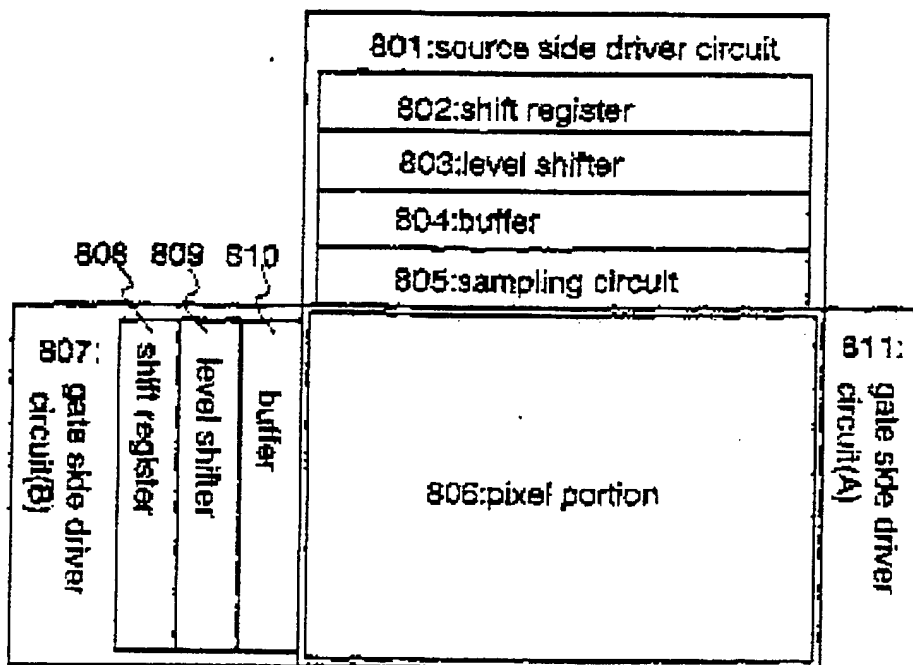 801:source side driver circuit
802:shift register
803:level shifter
804:buffer
805:sampling circuit
808 809 810
807:
gate side driver
circuit(B)
shift register
level shifter
buffer
806:pixel portion
811:
gate side driver
circuit(A)